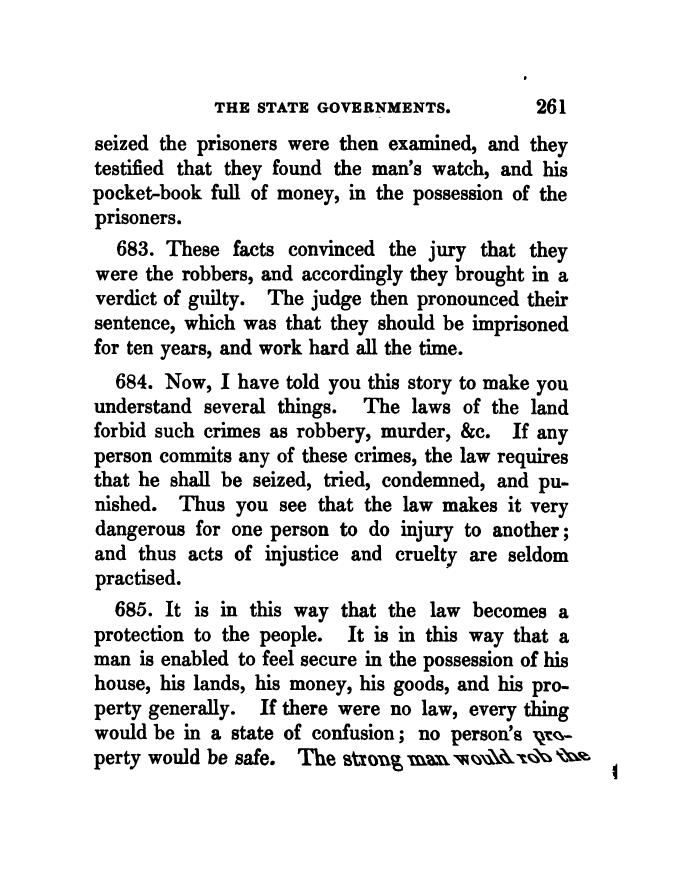 THE STATE GOVERNMENTS. 261
seized the prisoners were then examined, and they
testified that they found the man's watch, and his
pocket-book full of money, in the possession of the
prisoners.
683. These facts convinced the jury that they
were the robbers, and accordingly they brought in a
verdict of guilty. The judge then pronounced their
sentence, which was that they should be imprisoned
for ten years, and work hard all the time.
684. Now, I have told you this story to make you
understand several things. The laws of the land
forbid such crimes as robbery, murder, &c. If any
person commits any of these crimes, the law requires
that he shall be seized, tried, condemned, and pu-
nished. Thus you see that the law makes it very
dangerous for one person to do injury to another;
and thus acts of injustice and cruelty are seldom
practised.
685. It is in this way that the law becomes a
protection to the people. It is in this way that a
man is enabled to feel secure in the possession of his
house, his lands, his money, his goods, and his pro-
perty generally. If there were no law, every thing
would be in a state of confusion; no person's pro-
perty would be safe. The strong man would rob the